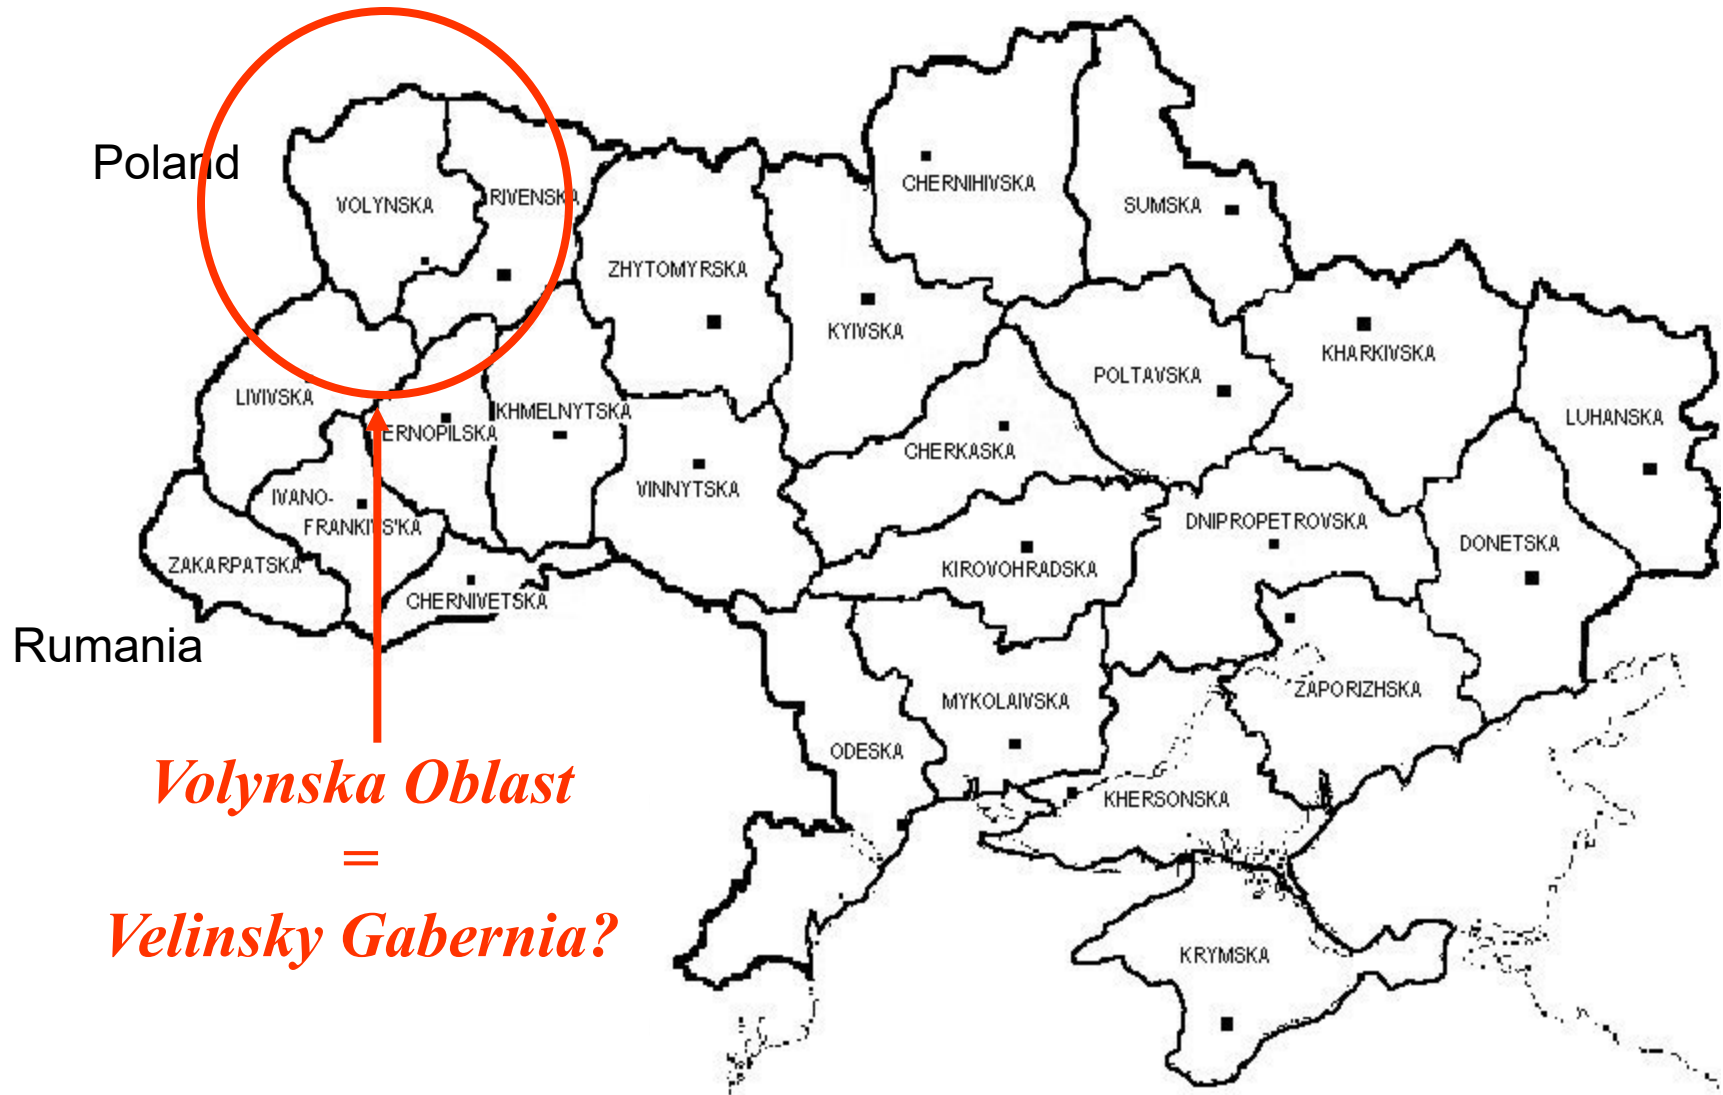 CHERNIHIVSKA
Poland
VOLYNSKA
RIVENSKA
SUMSKA
ZHYTOMYRSKA
KYIVSKA
KHARKIVSKA
POLTAVSKA
LIVIVSKA
KHMELNYTSKA
LUHANSKA
ERNOPILSKA
CHERKASKA
VINNYTSKA
IVANO-
FRANKIVS'KA
DNIPROPETROVSKA
DONETSKA
ZAKARPATSKA
KIROVOHRADSKA
CHERNIVETSKA
Rumania
ZAPORIZHSKA
MYKOLAIVSKA
ODESKA
Volynska Oblast
KHERSONSKA
=
Velinsky Gabernia?
KRYMSKA